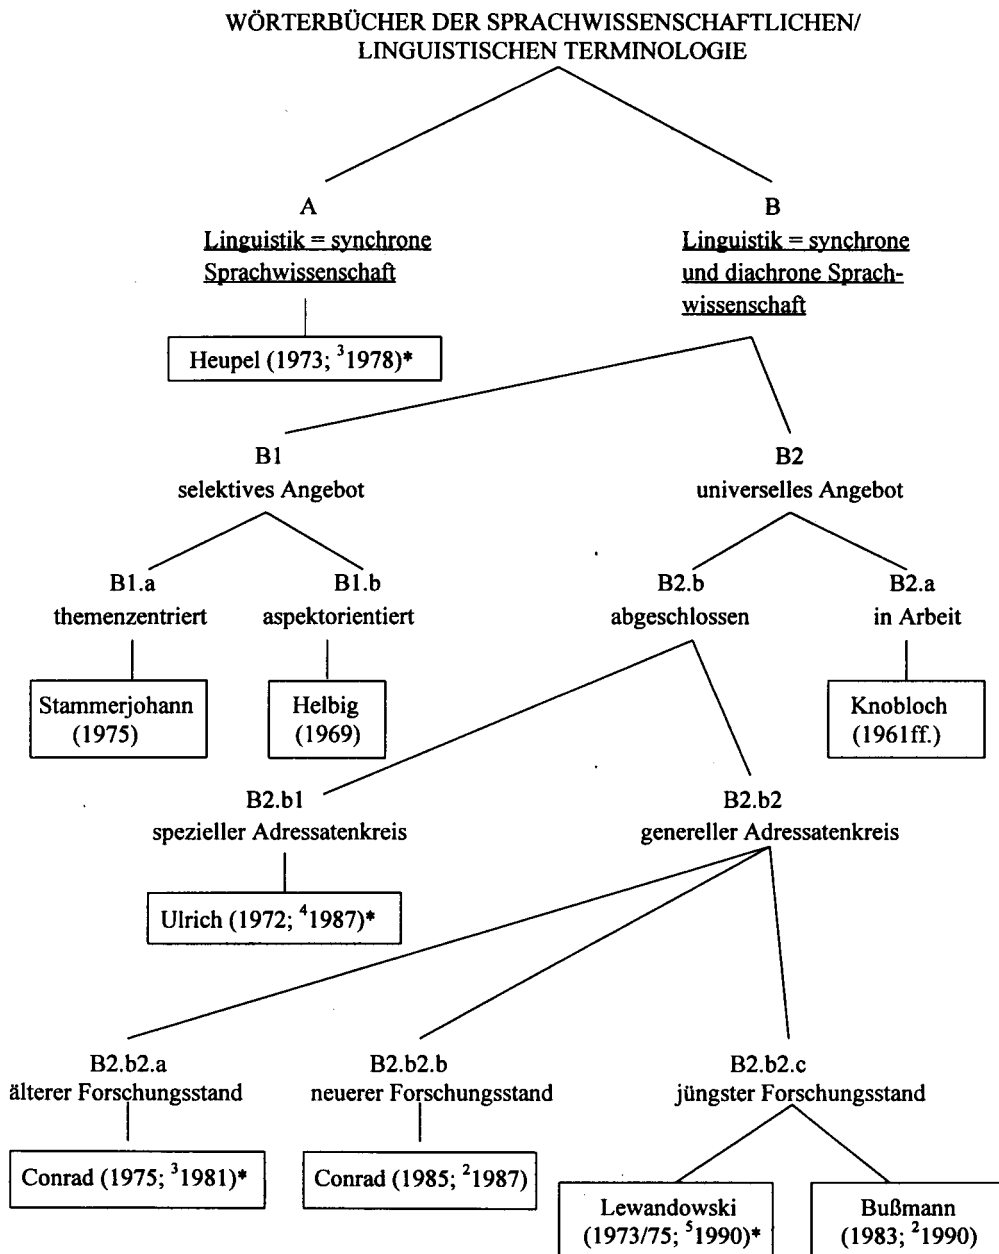 WÖRTERBÜCHER DER SPRACHWISSENSCHAFTLICHEN/
LINGUISTISCHEN TERMINOLOGIE
A
Linguistik = synchrone
Sprachwissenschaft
B
Linguistik = synchrone
und diachrone Sprach-
wissenschaft
Heupel (1973; ³1978)*
B1
selektives Angebot
B2
universelles Angebot
B1.a
themenzentriert
B1.b
aspektorientiert
B2.b
abgeschlossen
B2.a
in Arbeit
Stammerjohann
(1975)
Helbig
(1969)
Knobloch
(1961ff.)
B2.b1
spezieller Adressatenkreis
B2.b2
genereller Adressatenkreis
Ulrich (1972; ⁴1987)*
B2.b2.a
älterer Forschungsstand
B2.b2.b
neuerer Forschungsstand
B2.b2.c
jüngster Forschungsstand
Conrad (1975; ³1981)*
Conrad (1985; ²1987)
Lewandowski
(1973/75; ⁵1990)*
Bußmann
(1983; ²1990)